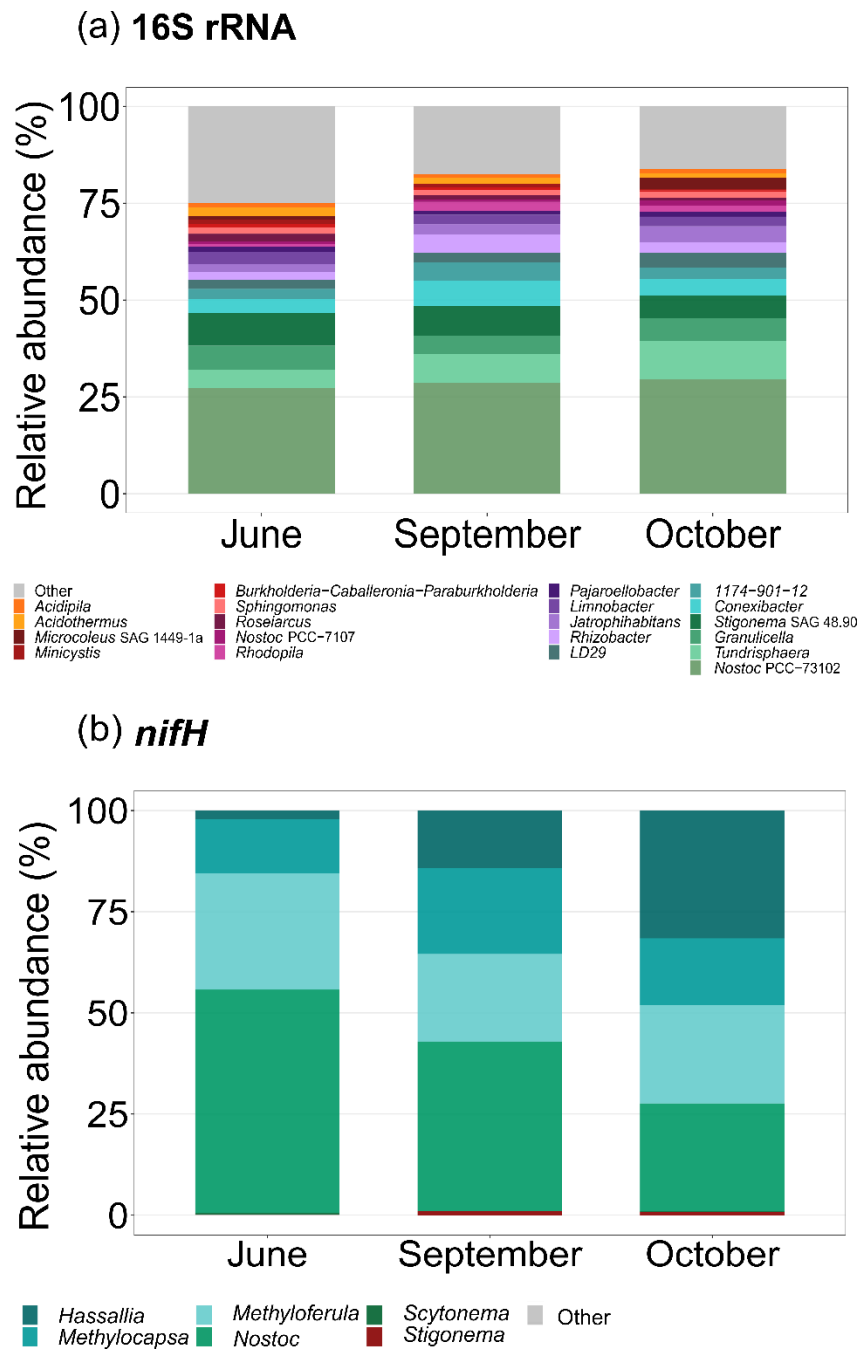 (a) 16S rRNA
Relative abundance (%)
100
75
50
25
0
June September October
Other
Acidipila
Acidothermus
Microcoleus SAG 1449-1a
Minicystis
Burkholderia-Caballeronia-Paraburkholderia
Sphingomonas
Roseiarcus
Nostoc PCC-7107
Rhodopila
Pajaroellobacter
Limnobacter
Jatrophihabitans
Rhizobacter
LD29
1174-901-12
Conexibacter
Stigonema SAG 48.90
Granulicella
Tundrisphaera
Nostoc PCC-73102
(b) nifH
Relative abundance (%)
100
75
50
25
0
June September October
Hassallia
Methylocapsa
Methyloferula
Nostoc
Scytonema
Stigonema
Other